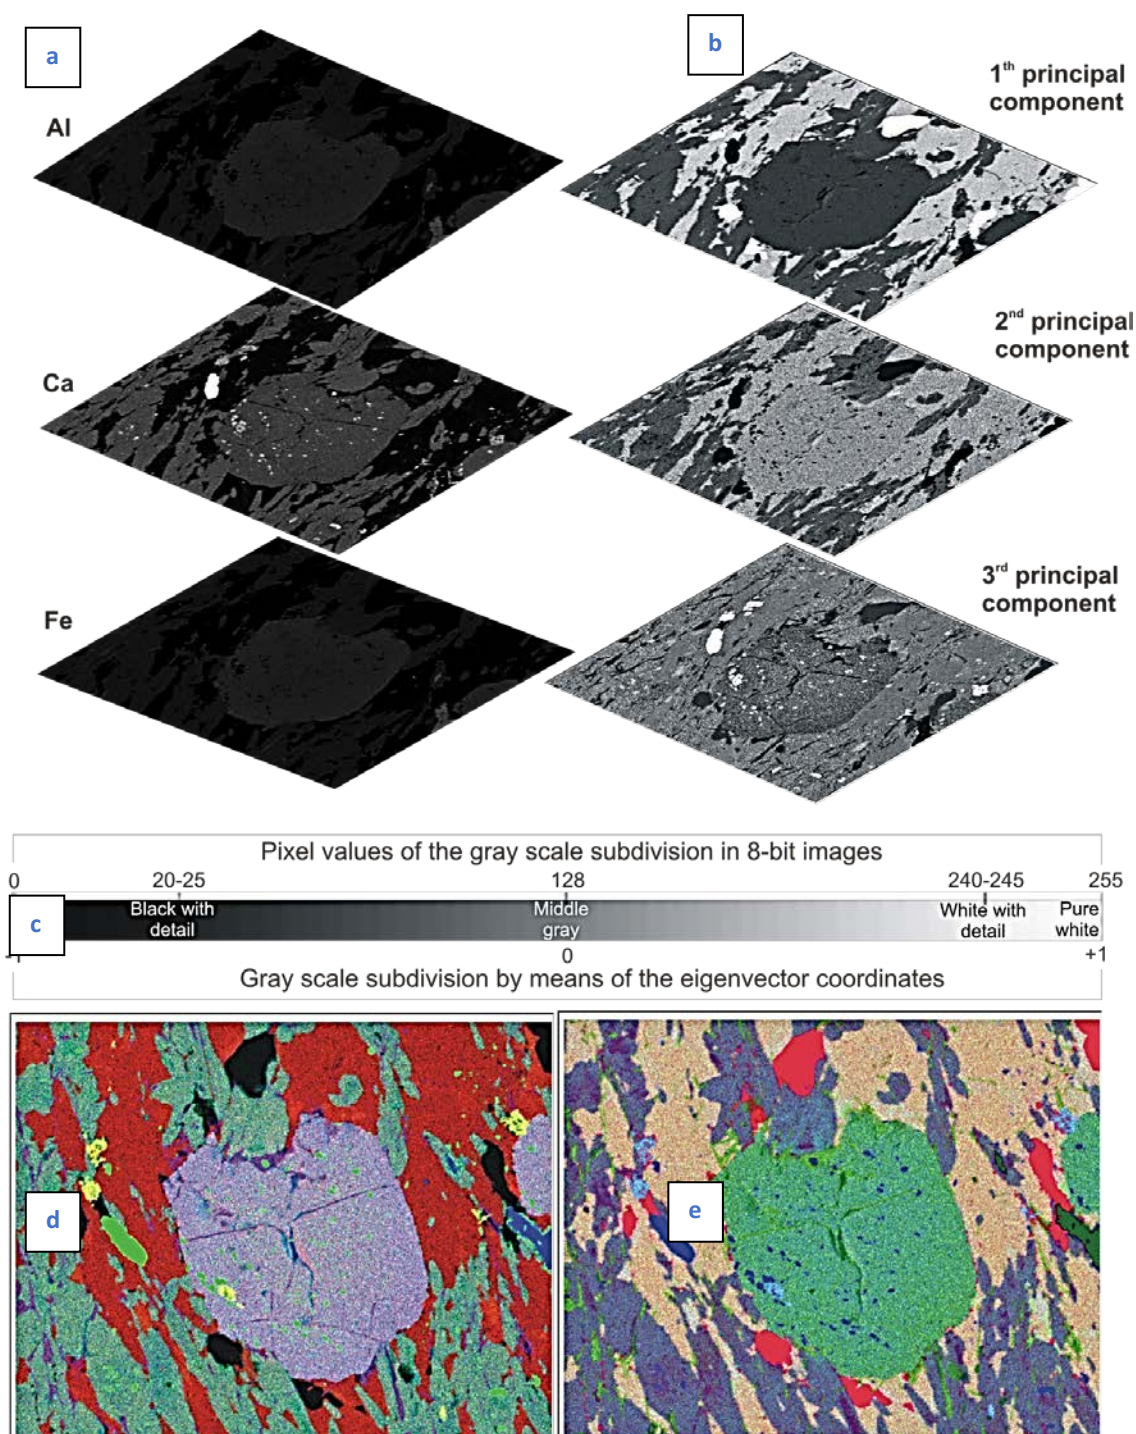 a
b
1th principal
component
Al
2nd principal
component
Ca
3rd principal
component
Fe
Pixel values of the gray scale subdivision in 8-bit images
0 20-25 128 240-245 255
c
Black with
detail
Middle
gray
White with
detail
Pure
white
0 +1
Gray scale subdivision by means of the eigenvector coordinates
d
e